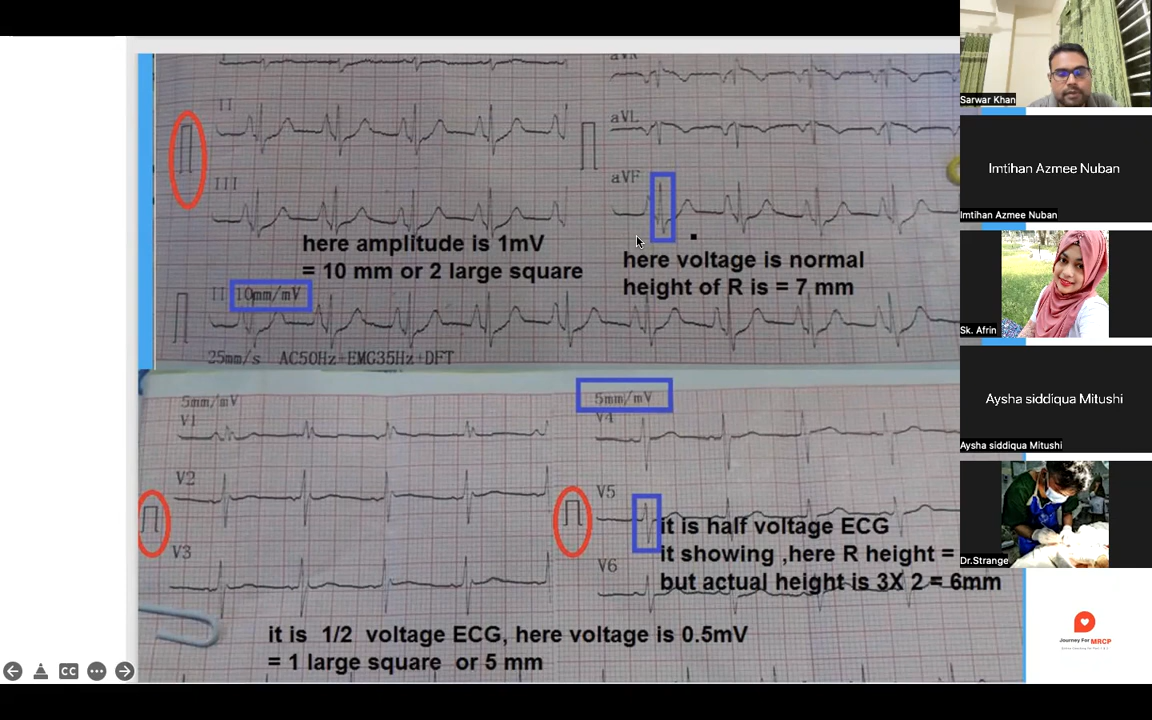 aVR
II
aVL
III
aVF
here amplitude is 1mV
= 10 mm or 2 large square
here voltage is normal
height of R is = 7 mm
II 10mm/mV
25mm/s AC50Hz+EMG35Hz+DFT
5mm/mV
V1
5mm/mV
V4
V2
V5
it is half voltage ECG
it showing ,here R height =
but actual height is 3X 2 = 6mm
V3
V6
it is 1/2 voltage ECG, here voltage is 0.5mV
= 1 large square or 5 mm
CC
Sarwar Khan
Imtihan Azmee Nuban
Imtihan Azmee Nuban
Sk. Afrin
Aysha siddiqua Mitushi
Aysha siddiqua Mitushi
Dr.Strange
Journey For MRCP